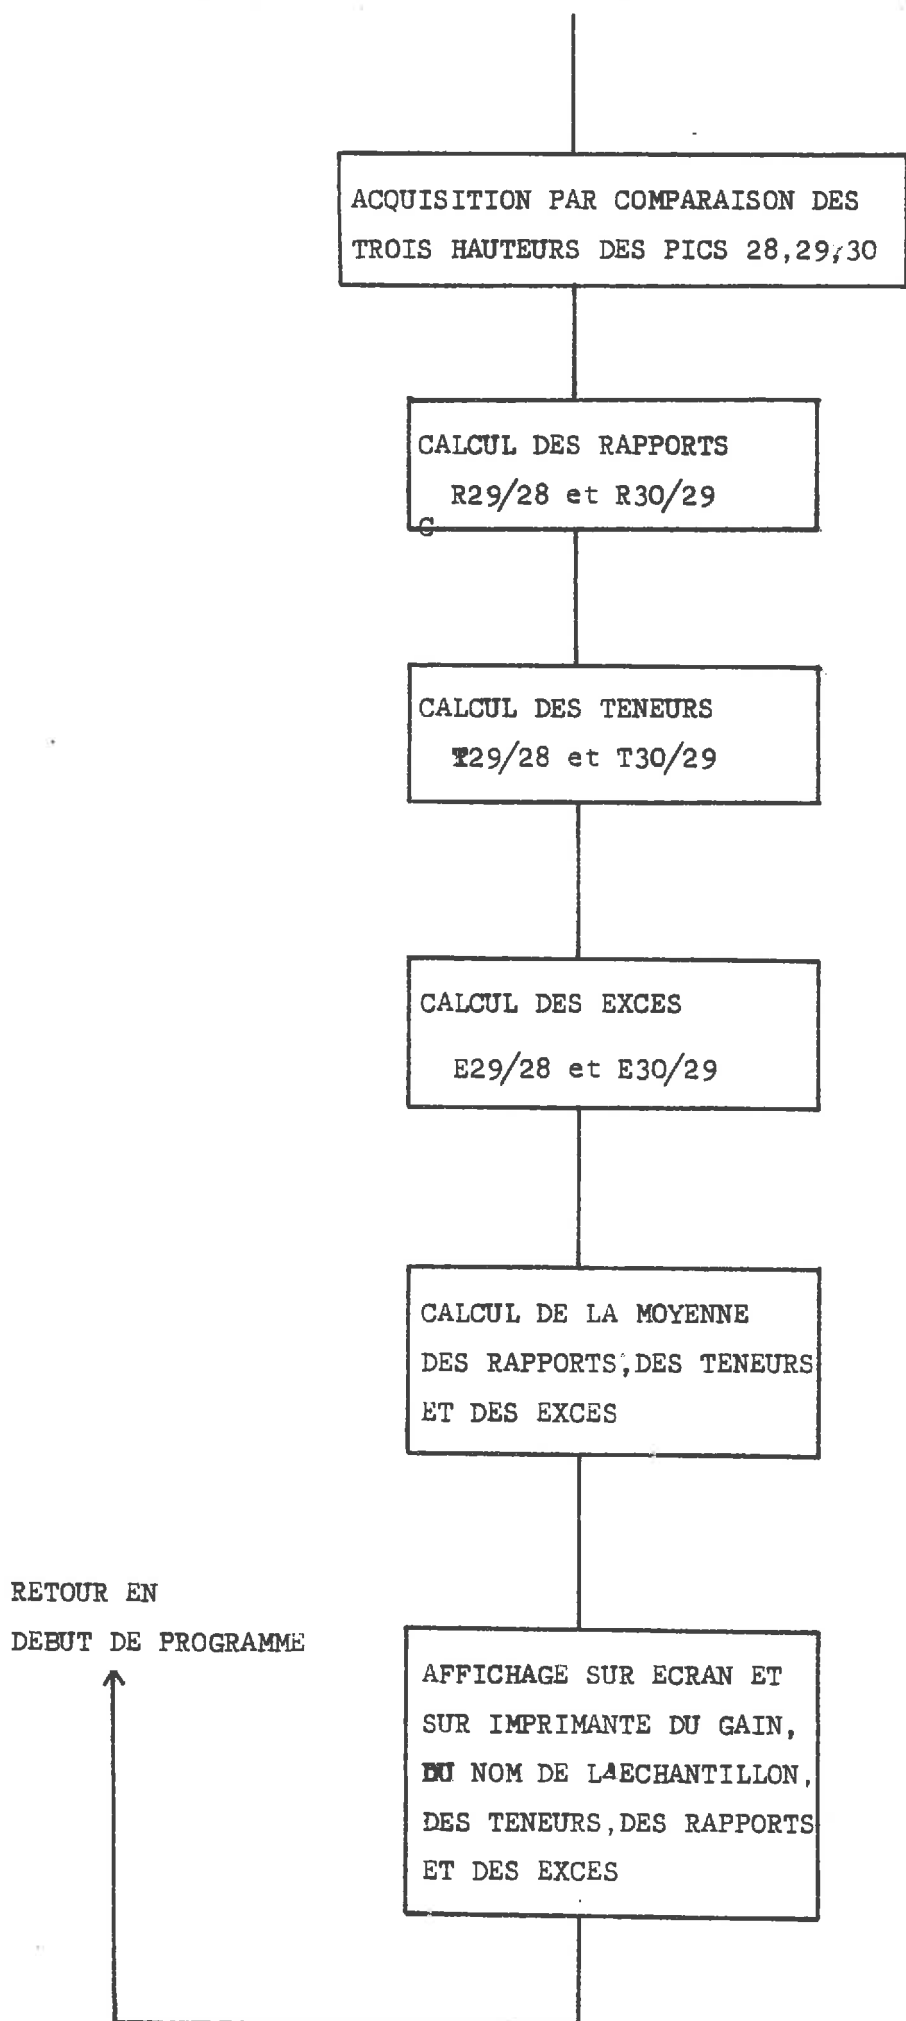 ACQUISITION PAR COMPARAISON DES
TROIS HAUTEURS DES PICS 28,29,30
CALCUL DES RAPPORTS
R29/28 et R30/29
C
CALCUL DES TENEURS
T29/28 et T30/29
CALCUL DES EXCES
E29/28 et E30/29
CALCUL DE LA MOYENNE
DES RAPPORTS,DES TENEURS
ET DES EXCES
RETOUR EN
DEBUT DE PROGRAMME
AFFICHAGE SUR ECRAN ET
SUR IMPRIMANTE DU GAIN,
DU NOM DE L'ECHANTILLON,
DES TENEURS,DES RAPPORTS
ET DES EXCES